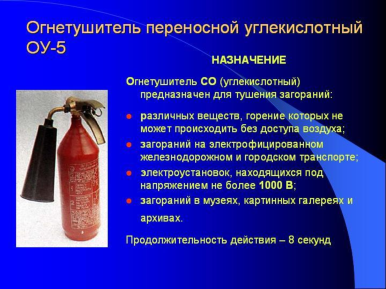 Огнетушитель переносной углекислотный
ОУ-5
НАЗНАЧЕНИЕ
Огнетушитель СО (углекислотный)
предназначен для тушения загораний:
различных веществ, горение которых не
может происходить без доступа воздуха;
загораний на электрофицированном
железнодорожном и городском транспорте;
электроустановок, находящихся под
напряжением не более 1000 В;
загораний в музеях, картинных галереях и
архивах.
Продолжительность действия – 8 секунд